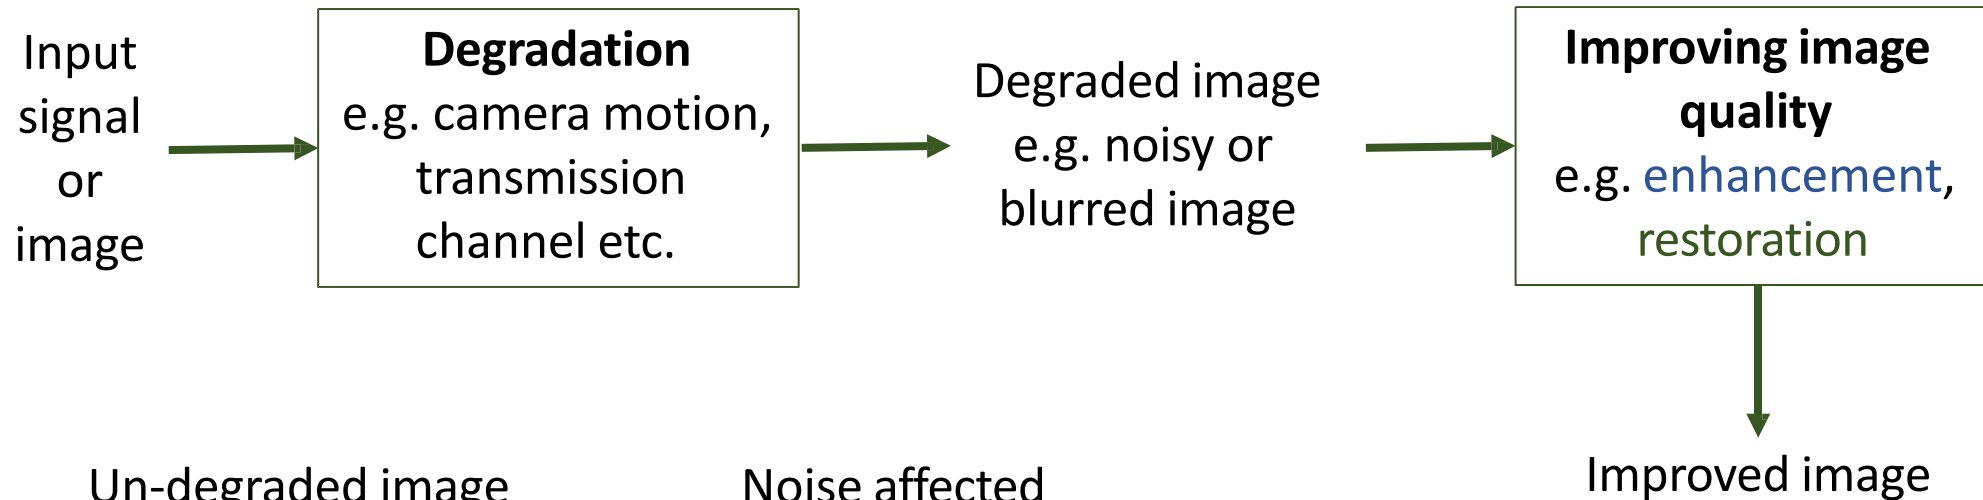 Input
signal
or
image
Degradation
e.g. camera motion,
transmission
channel etc.
Degraded image
e.g. noisy or
blurred image
Improving image
quality
e.g. enhancement,
restoration
Improved image
Un-degraded image
Noise affected